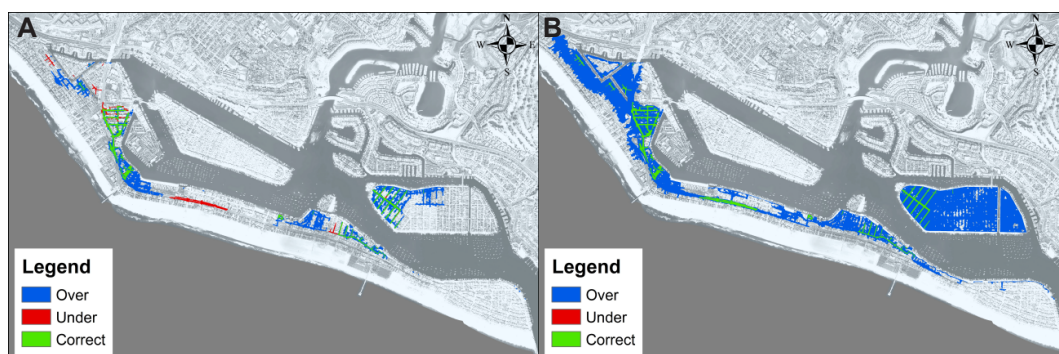 A
N
W E
S
Legend
Over
Under
Correct
B
N
W E
S
Legend
Over
Under
Correct